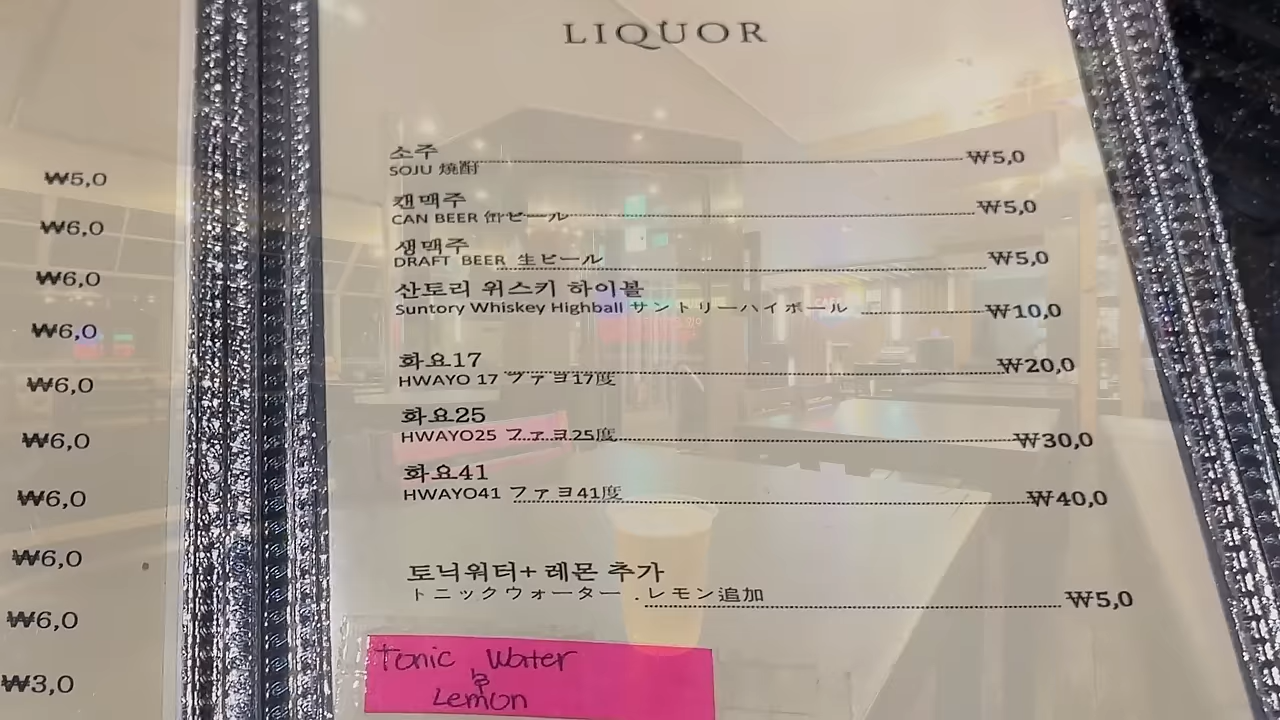 LIQUOR
₩5,0
₩6,0
₩6,0
₩6,0
₩6,0
₩6,0
₩6,0
₩6,0
₩6,0
₩3,0
소주 ₩5,0
SOJU 焼酎
캔맥주 ₩5,0
CAN BEER 缶ビール
생맥주 ₩5,0
DRAFT BEER 生ビール
산토리 위스키 하이볼
Suntory Whiskey Highball サントリーハイボール ₩10,0
화요17 ₩20,0
HWAYO 17 ファヨ17度
화요25
HWAYO25 ファヨ25度 ₩30,0
화요41
HWAYO41 ファヨ41度 ₩40,0
토닉워터+ 레몬 추가
トニックウォーター .レモン追加 ₩5,0
Tonic Water
&
Lemon